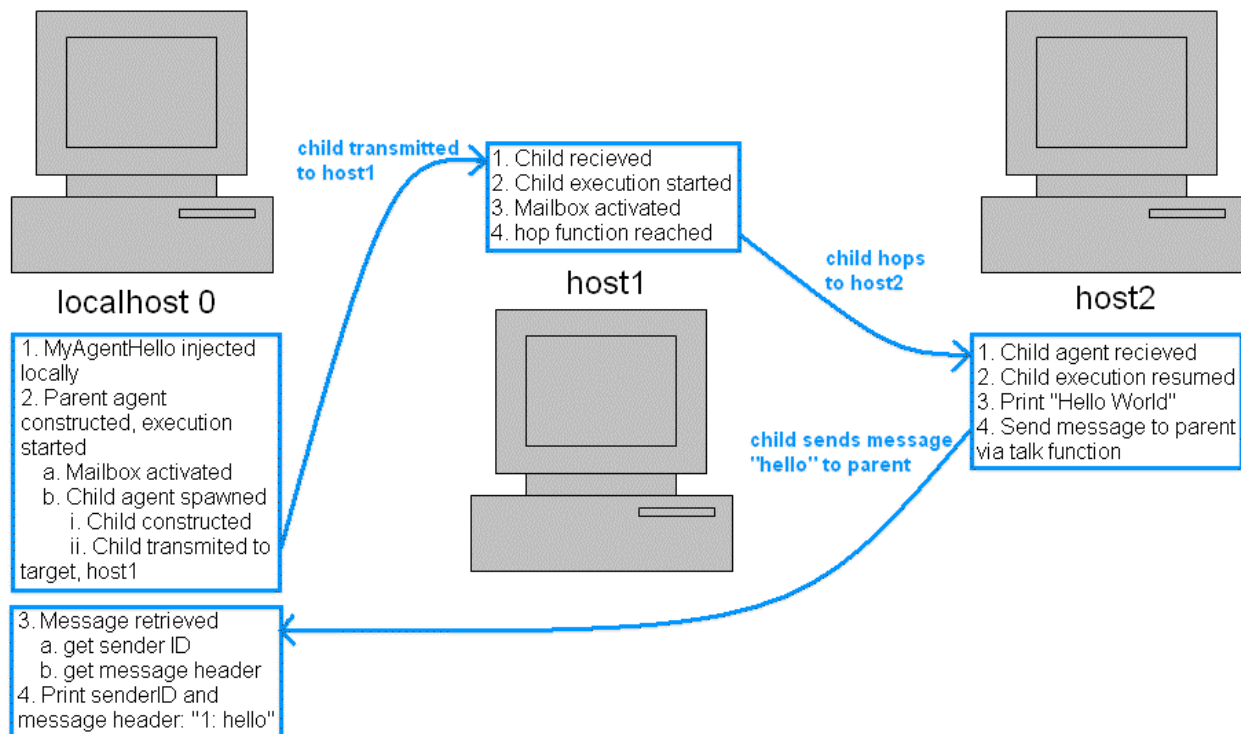 child transmitted
to host1
1. Child recieved
2. Child execution started
3. Mailbox activated
4. hop function reached
child hops
to host2
localhost 0
host1
host2
1. MyAgentHello injected
locally
2. Parent agent
constructed, execution
started
a. Mailbox activated
b. Child agent spawned
i. Child constructed
ii. Child transmited to
target, host1
1. Child agent recieved
2. Child execution resumed
3. Print "Hello World"
4. Send message to parent
via talk function
child sends message
"hello" to parent
3. Message retrieved
a. get sender ID
b. get message header
4. Print senderID and
message header: "1: hello"